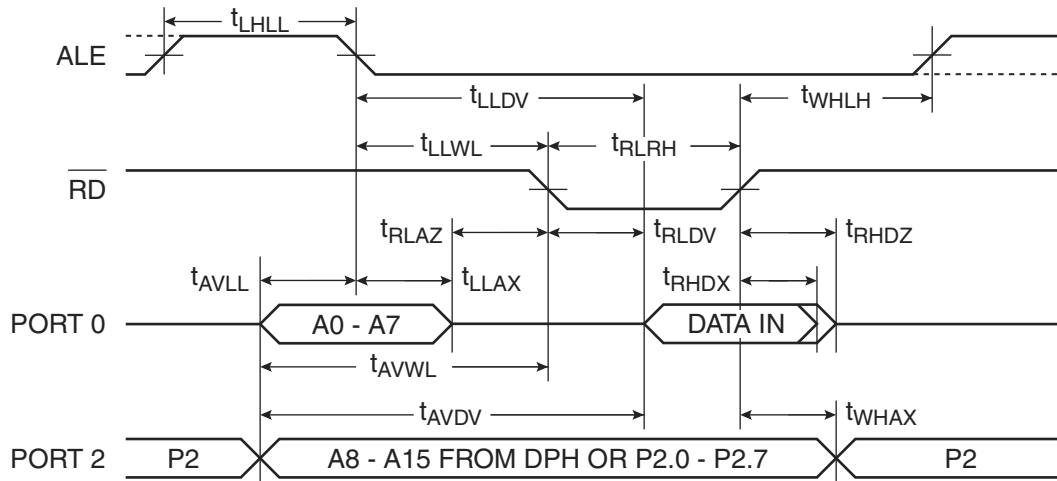 tLHLL
ALE
tLLDV
tWHLH
tLLWL
tRLRH
RD
tRLAZ
tRLDV
tRHDZ
tAVLL
tLLAX
tRHDX
PORT 0
A0 - A7
DATA IN
tAVWL
tAVDV
tWHAX
PORT 2
P2
A8 - A15 FROM DPH OR P2.0 - P2.7
P2